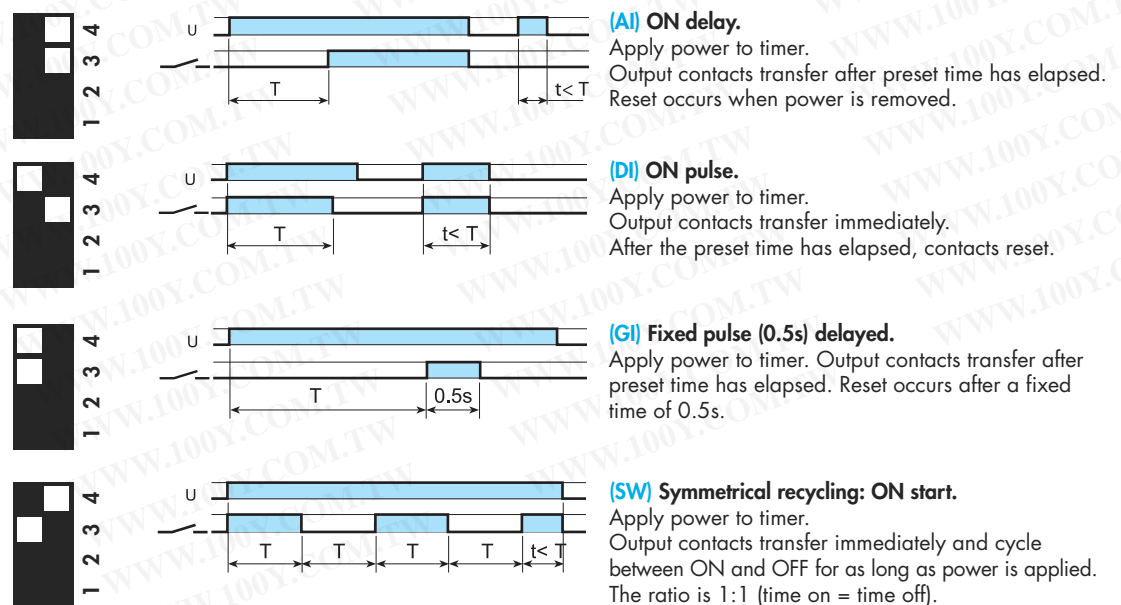 4
3
2
1
U
T
t< T
(AI) ON delay.
Apply power to timer.
Output contacts transfer after preset time has elapsed.
Reset occurs when power is removed.
4
3
2
1
U
T
t< T
(DI) ON pulse.
Apply power to timer.
Output contacts transfer immediately.
After the preset time has elapsed, contacts reset.
4
3
2
1
U
T
0.5s
(GI) Fixed pulse (0.5s) delayed.
Apply power to timer. Output contacts transfer after
preset time has elapsed. Reset occurs after a fixed
time of 0.5s.
4
3
2
1
U
T
T
T
T
t< T
(SW) Symmetrical recycling: ON start.
Apply power to timer.
Output contacts transfer immediately and cycle
between ON and OFF for as long as power is applied.
The ratio is 1:1 (time on = time off).
WWW.100Y.COM.TW